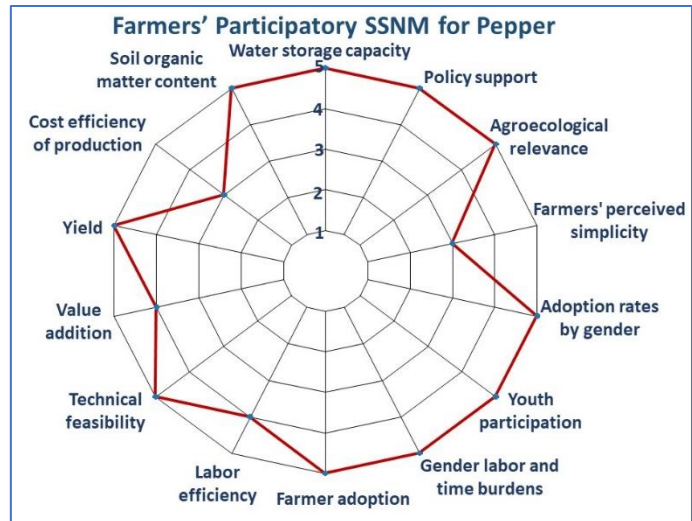 Farmers' Participatory SSNM for Pepper
Water storage capacity
Policy support
Agroecological
relevance
Farmers' perceived
simplicity
Adoption rates
by gender
Youth
participation
Gender labor and
time burdens
Farmer adoption
Labor
efficiency
Technical
feasibility
Value
addition
Yield
Cost efficiency
of production
Soil organic
matter content
5
4
3
2
1